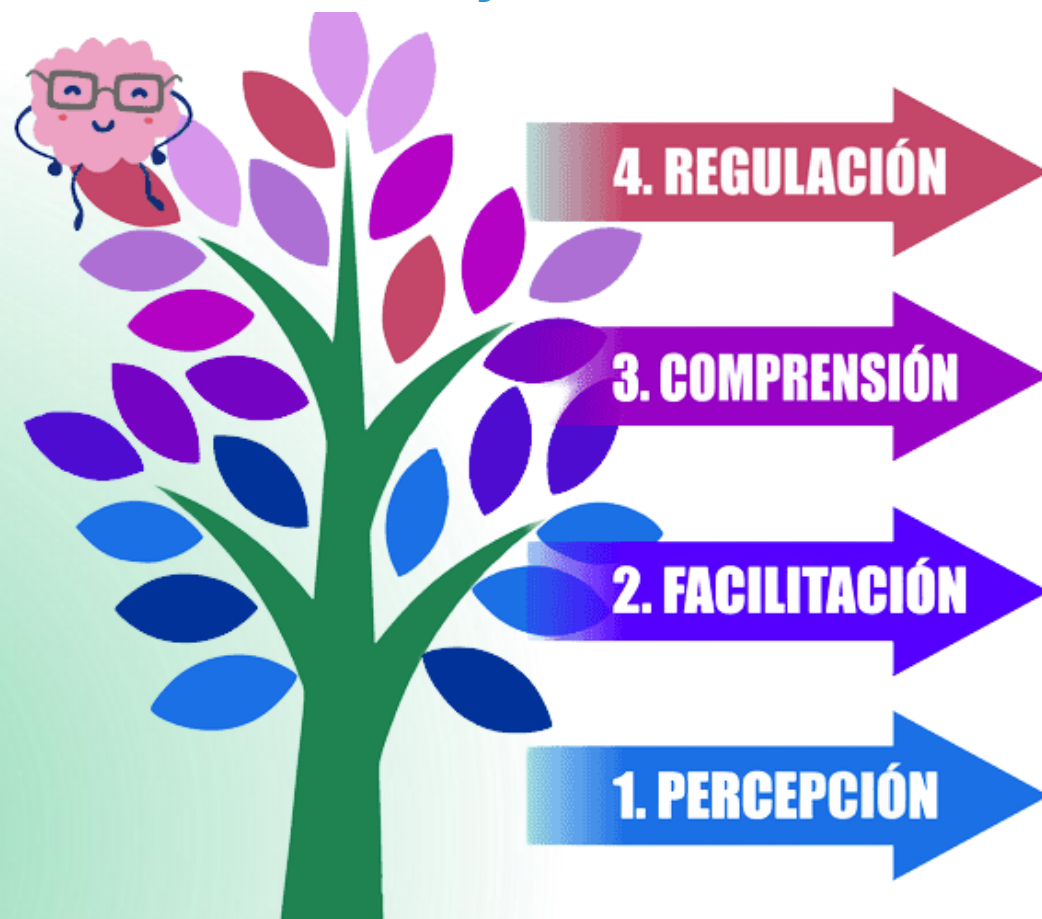 4. REGULACIÓN
3. COMPRENSIÓN
2. FACILITACIÓN
1. PERCEPCIÓN